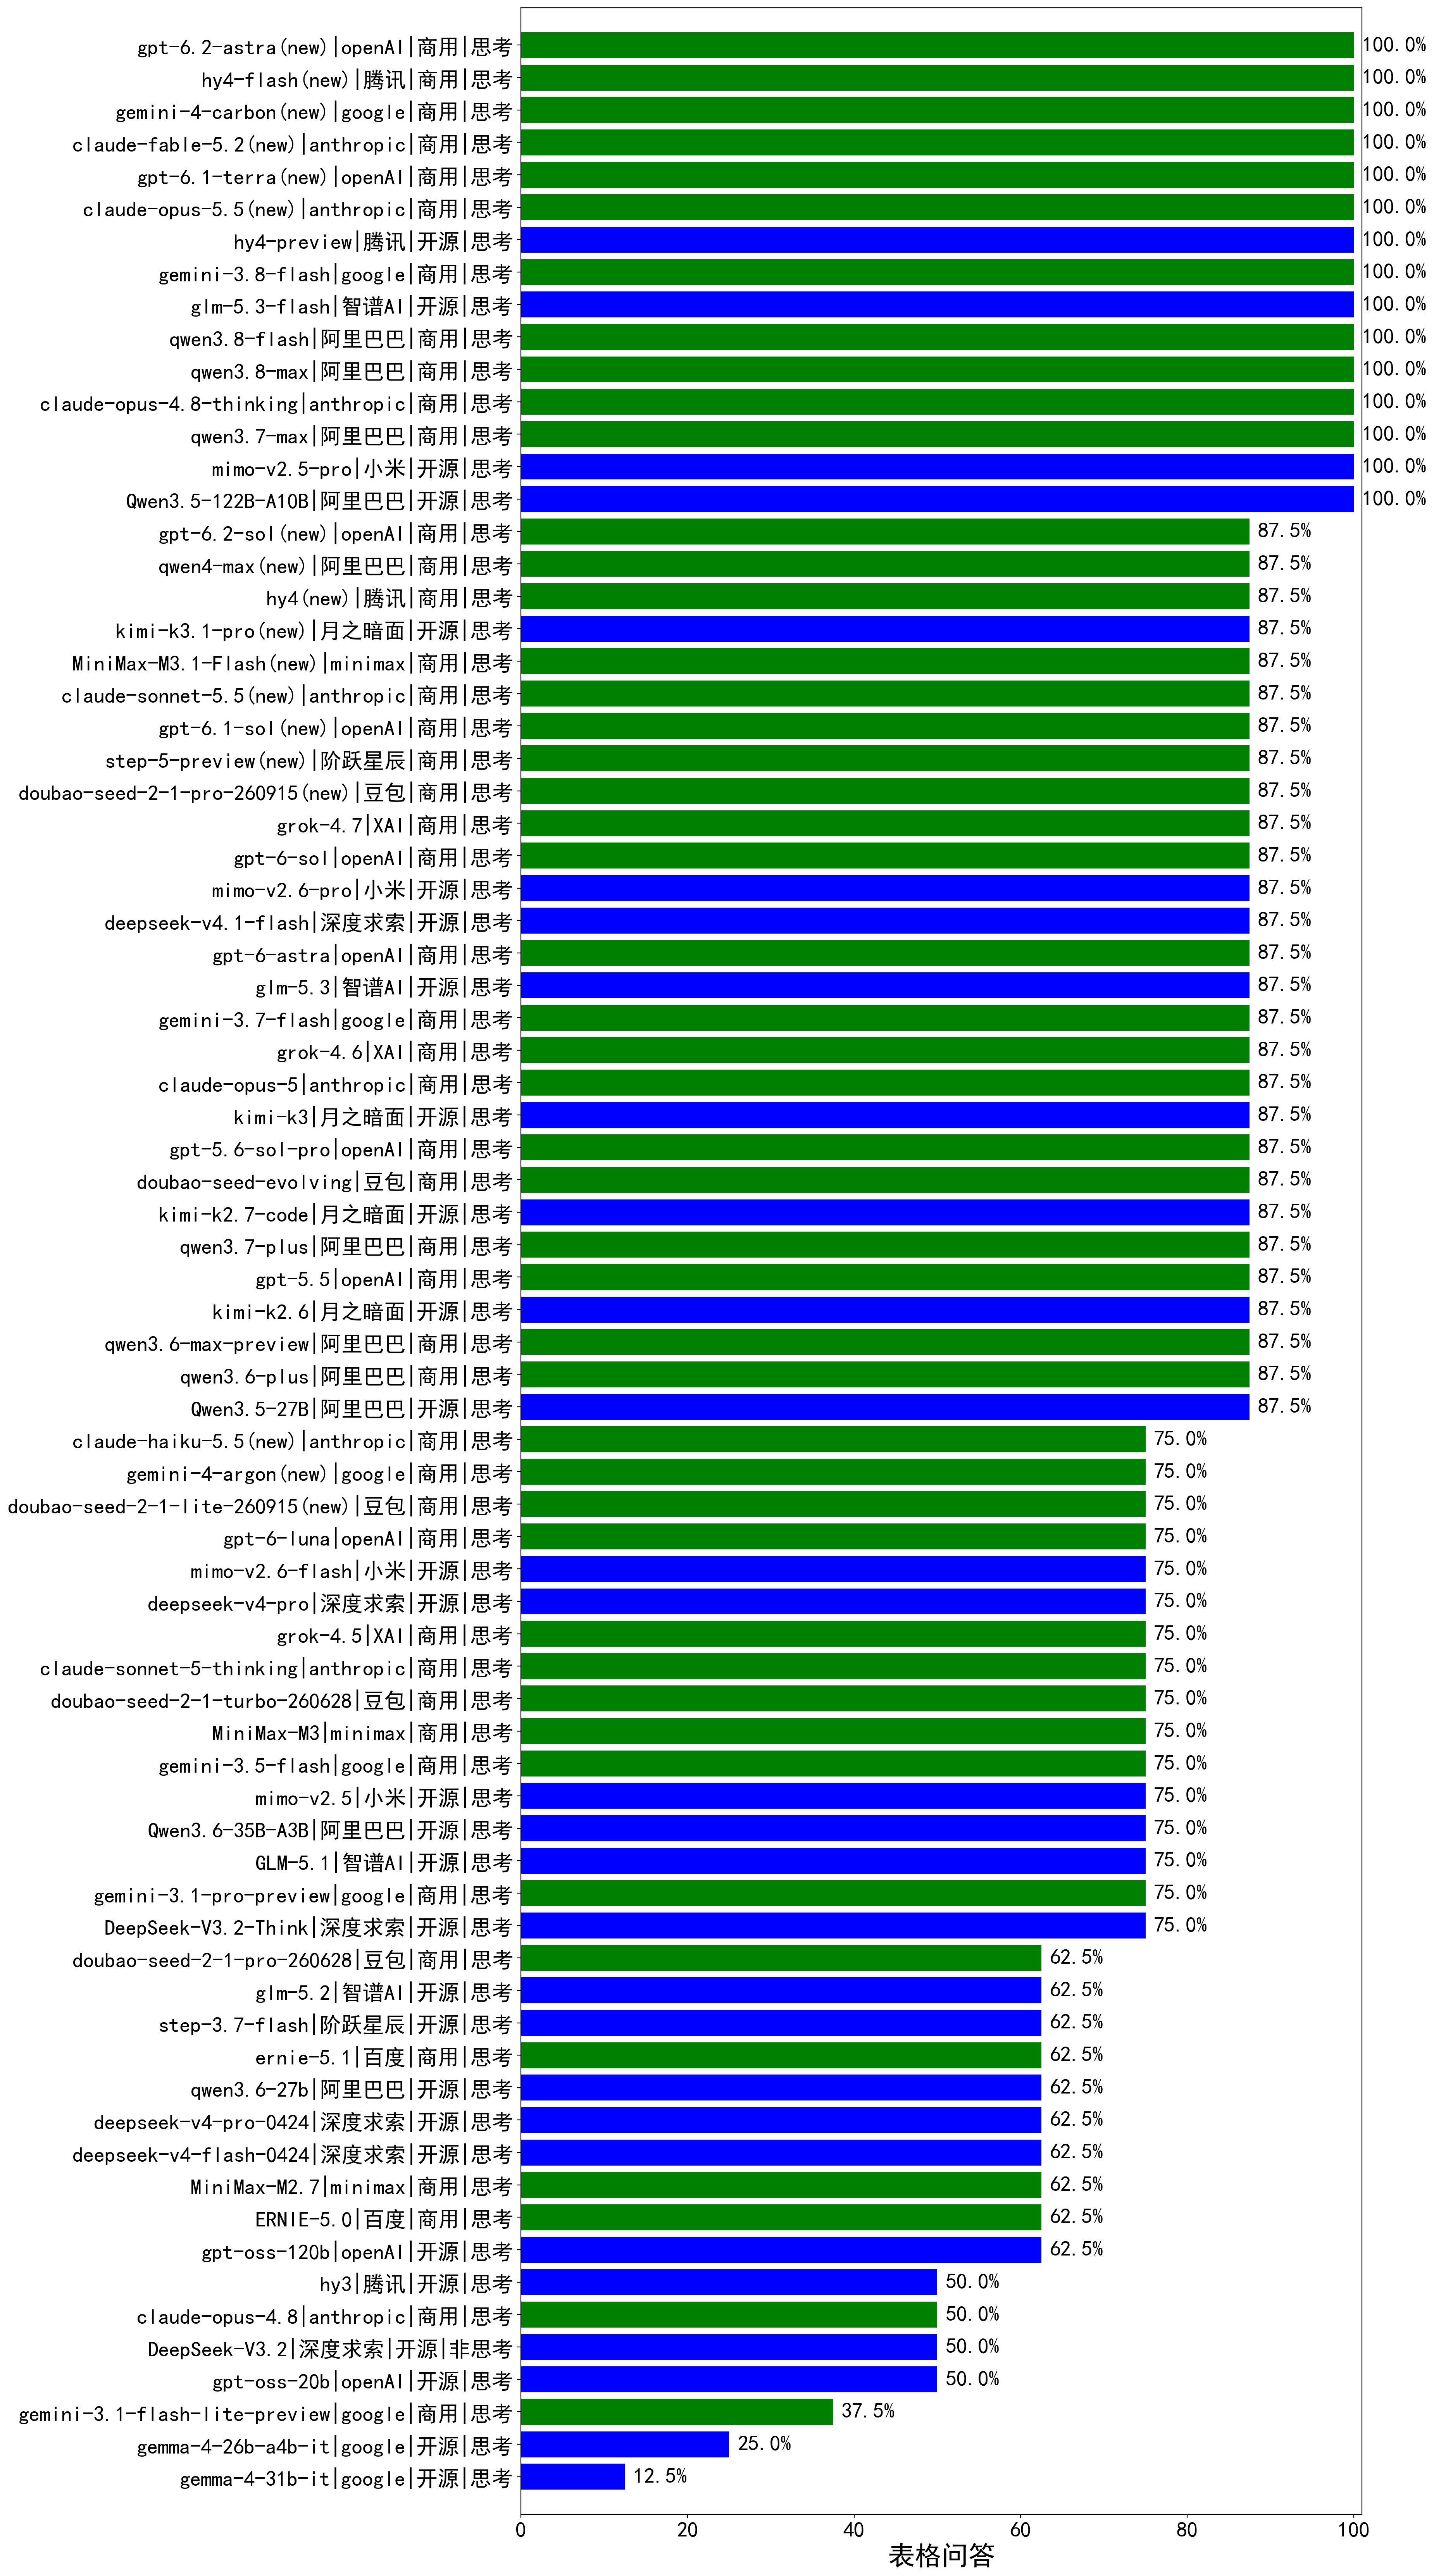 gpt-6.2-astra(new)|openAI|商用|思考 100.0%
hy4-flash(new)|腾讯|商用|思考 100.0%
gemini-4-carbon(new)|google|商用|思考 100.0%
claude-fable-5.2(new)|anthropic|商用|思考 100.0%
gpt-6.1-terra(new)|openAI|商用|思考 100.0%
claude-opus-5.5(new)|anthropic|商用|思考 100.0%
hy4-preview|腾讯|开源|思考 100.0%
gemini-3.8-flash|google|商用|思考 100.0%
glm-5.3-flash|智谱AI|开源|思考 100.0%
qwen3.8-flash|阿里巴巴|商用|思考 100.0%
qwen3.8-max|阿里巴巴|商用|思考 100.0%
claude-opus-4.8-thinking|anthropic|商用|思考 100.0%
qwen3.7-max|阿里巴巴|商用|思考 100.0%
mimo-v2.5-pro|小米|开源|思考 100.0%
Qwen3.5-122B-A10B|阿里巴巴|开源|思考 100.0%
gpt-6.2-sol(new)|openAI|商用|思考 87.5%
qwen4-max(new)|阿里巴巴|商用|思考 87.5%
hy4(new)|腾讯|商用|思考 87.5%
kimi-k3.1-pro(new)|月之暗面|开源|思考 87.5%
MiniMax-M3.1-Flash(new)|minimax|商用|思考 87.5%
claude-sonnet-5.5(new)|anthropic|商用|思考 87.5%
gpt-6.1-sol(new)|openAI|商用|思考 87.5%
step-5-preview(new)|阶跃星辰|商用|思考 87.5%
doubao-seed-2-1-pro-260915(new)|豆包|商用|思考 87.5%
grok-4.7|XAI|商用|思考 87.5%
gpt-6-sol|openAI|商用|思考 87.5%
mimo-v2.6-pro|小米|开源|思考 87.5%
deepseek-v4.1-flash|深度求索|开源|思考 87.5%
gpt-6-astra|openAI|商用|思考 87.5%
glm-5.3|智谱AI|开源|思考 87.5%
gemini-3.7-flash|google|商用|思考 87.5%
grok-4.6|XAI|商用|思考 87.5%
claude-opus-5|anthropic|商用|思考 87.5%
kimi-k3|月之暗面|开源|思考 87.5%
gpt-5.6-sol-pro|openAI|商用|思考 87.5%
doubao-seed-evolving|豆包|商用|思考 87.5%
kimi-k2.7-code|月之暗面|开源|思考 87.5%
qwen3.7-plus|阿里巴巴|商用|思考 87.5%
gpt-5.5|openAI|商用|思考 87.5%
kimi-k2.6|月之暗面|开源|思考 87.5%
qwen3.6-max-preview|阿里巴巴|商用|思考 87.5%
qwen3.6-plus|阿里巴巴|商用|思考 87.5%
Qwen3.5-27B|阿里巴巴|开源|思考 87.5%
claude-haiku-5.5(new)|anthropic|商用|思考 75.0%
gemini-4-argon(new)|google|商用|思考 75.0%
doubao-seed-2-1-lite-260915(new)|豆包|商用|思考 75.0%
gpt-6-luna|openAI|商用|思考 75.0%
mimo-v2.6-flash|小米|开源|思考 75.0%
deepseek-v4-pro|深度求索|开源|思考 75.0%
grok-4.5|XAI|商用|思考 75.0%
claude-sonnet-5-thinking|anthropic|商用|思考 75.0%
doubao-seed-2-1-turbo-260628|豆包|商用|思考 75.0%
MiniMax-M3|minimax|商用|思考 75.0%
gemini-3.5-flash|google|商用|思考 75.0%
mimo-v2.5|小米|开源|思考 75.0%
Qwen3.6-35B-A3B|阿里巴巴|开源|思考 75.0%
GLM-5.1|智谱AI|开源|思考 75.0%
gemini-3.1-pro-preview|google|商用|思考 75.0%
DeepSeek-V3.2-Think|深度求索|开源|思考 75.0%
doubao-seed-2-1-pro-260628|豆包|商用|思考 62.5%
glm-5.2|智谱AI|开源|思考 62.5%
step-3.7-flash|阶跃星辰|开源|思考 62.5%
ernie-5.1|百度|商用|思考 62.5%
qwen3.6-27b|阿里巴巴|开源|思考 62.5%
deepseek-v4-pro-0424|深度求索|开源|思考 62.5%
deepseek-v4-flash-0424|深度求索|开源|思考 62.5%
MiniMax-M2.7|minimax|商用|思考 62.5%
ERNIE-5.0|百度|商用|思考 62.5%
gpt-oss-120b|openAI|开源|思考 62.5%
hy3|腾讯|开源|思考 50.0%
claude-opus-4.8|anthropic|商用|思考 50.0%
DeepSeek-V3.2|深度求索|开源|非思考 50.0%
gpt-oss-20b|openAI|开源|思考 50.0%
gemini-3.1-flash-lite-preview|google|商用|思考 37.5%
gemma-4-26b-a4b-it|google|开源|思考 25.0%
gemma-4-31b-it|google|开源|思考 12.5%
0 20 40 60 80 100
表格问答